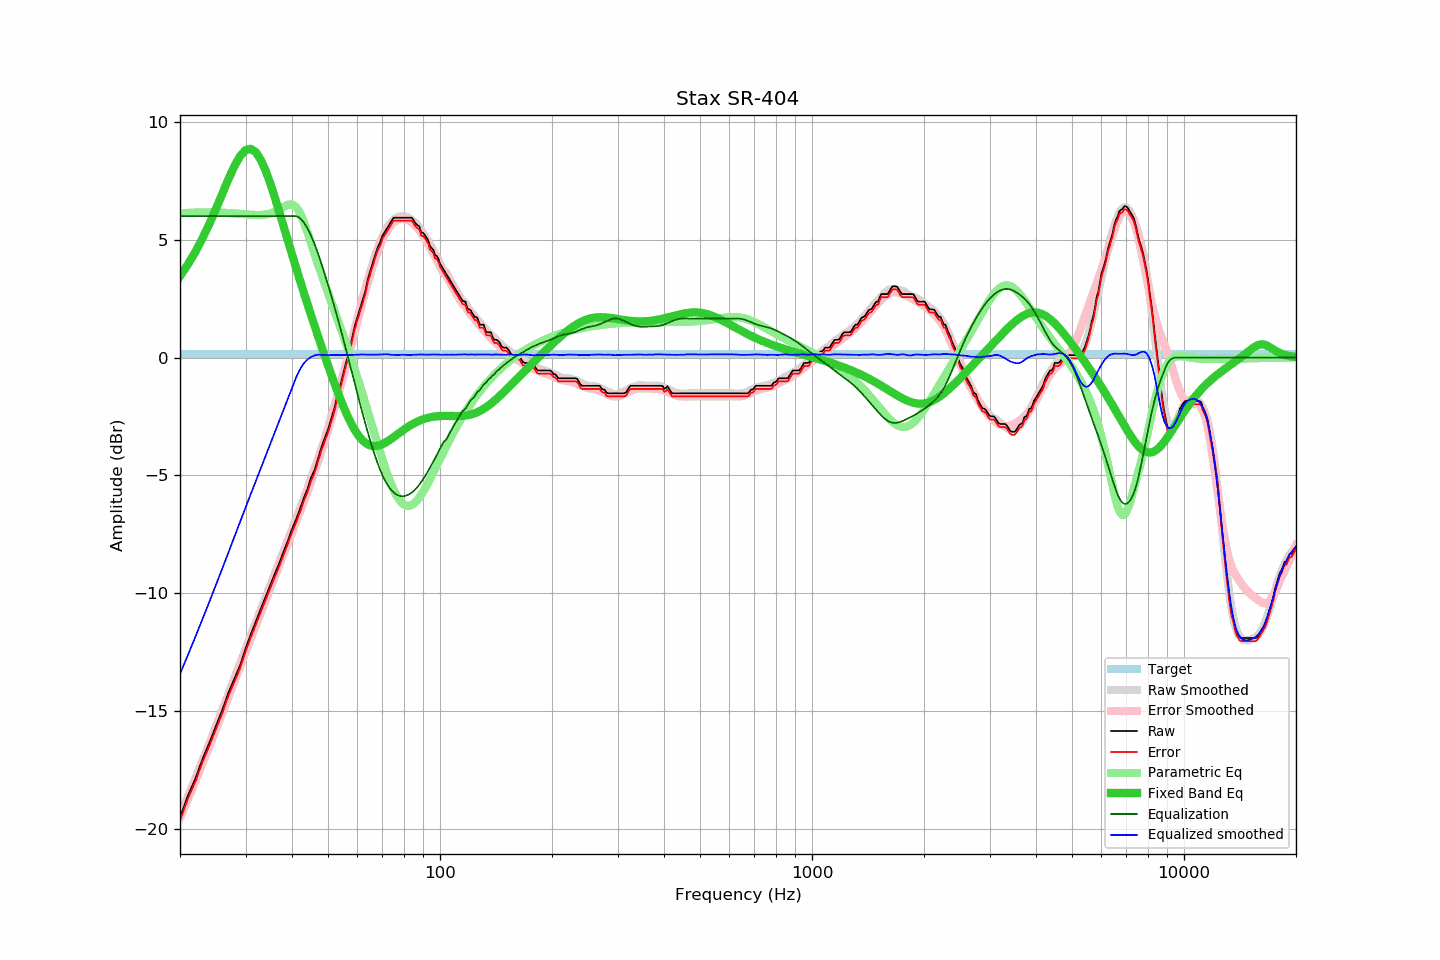 Stax SR-404
10
5
0
−5
−10
−15
−20
Amplitude (dBr)
100
1000
10000
Frequency (Hz)
Target
Raw Smoothed
Error Smoothed
Raw
Error
Parametric Eq
Fixed Band Eq
Equalization
Equalized smoothed